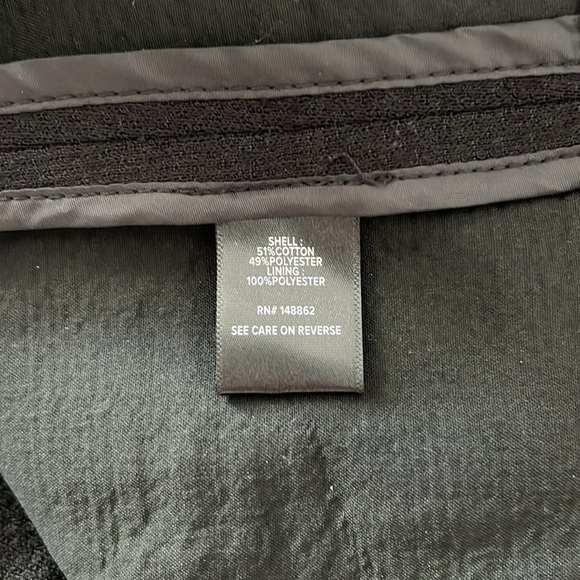 SHELL :
51%COTTON
49%POLYESTER
LINING :
100%POLYESTER
RN# 148862
SEE CARE ON REVERSE